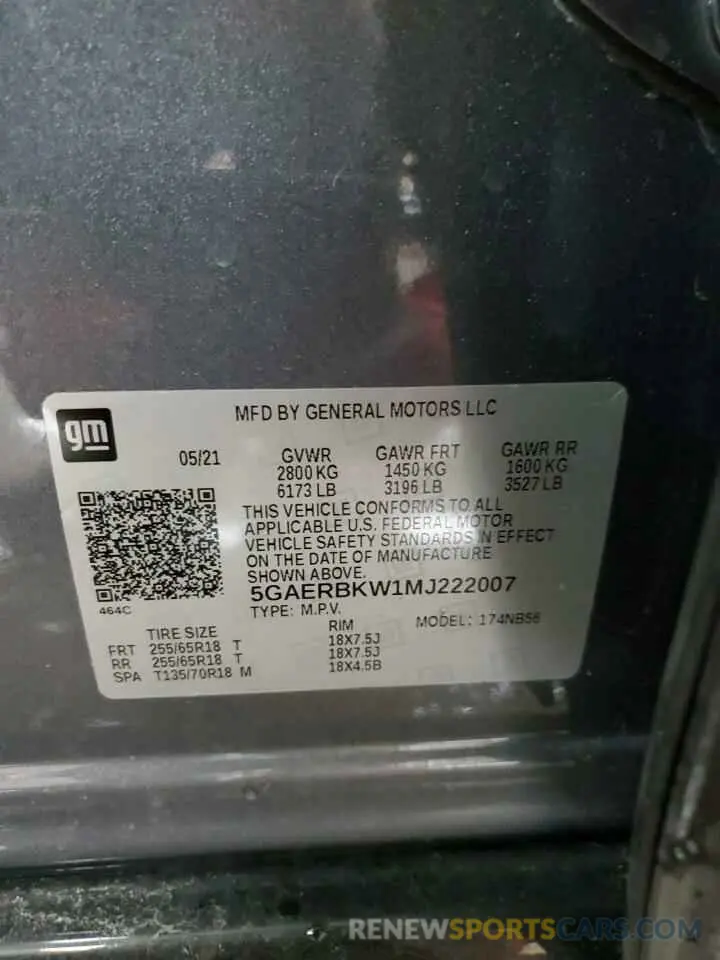 MFD BY GENERAL MOTORS LLC
gm
05/21 GVWR GAWR FRT GAWR RR
2800 KG 1450 KG 1600 KG
6173 LB 3196 LB 3527 LB
THIS VEHICLE CONFORMS TO ALL
APPLICABLE U.S. FEDERAL MOTOR
VEHICLE SAFETY STANDARDS IN EFFECT
ON THE DATE OF MANUFACTURE
SHOWN ABOVE.
464C
5GAERBKW1MJ222007
TYPE: M.P.V. MODEL: 174NB56
TIRE SIZE RIM
FRT 255/65R18 T 18X7.5J
RR 255/65R18 T 18X7.5J
SPA T135/70R18 M 18X4.5B
RENEWSPORTSCARS.COM